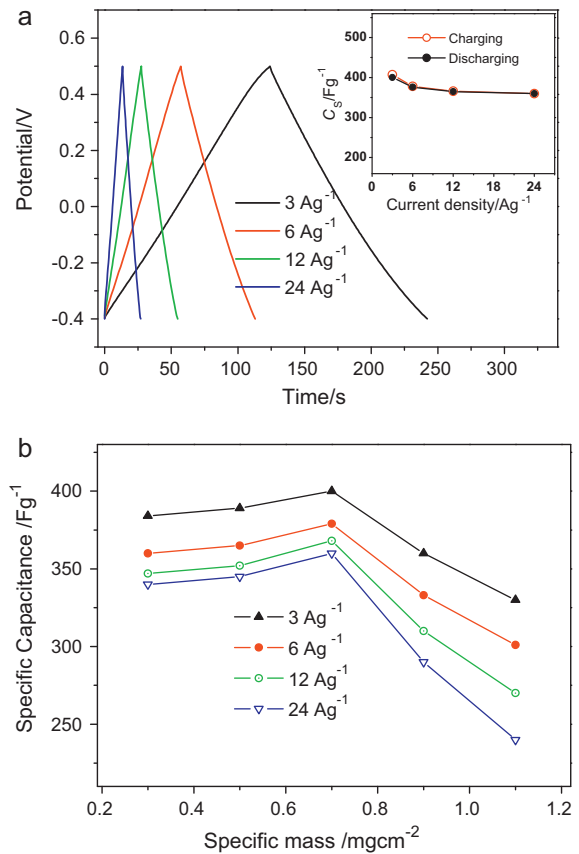 a
0.6
0.4
0.2
0.0
-0.2
-0.4
Potential/V
0 50 100 150 200 250 300
Time/s
3 Ag⁻¹
6 Ag⁻¹
12 Ag⁻¹
24 Ag⁻¹
Charging
Discharging
500
400
300
200
Cₛ/Fg⁻¹
0 6 12 18 24
Current density/Ag⁻¹
b
400
350
300
250
Specific Capacitance /Fg⁻¹
3 Ag⁻¹
6 Ag⁻¹
12 Ag⁻¹
24 Ag⁻¹
0.2 0.4 0.6 0.8 1.0 1.2
Specific mass /mgcm⁻²